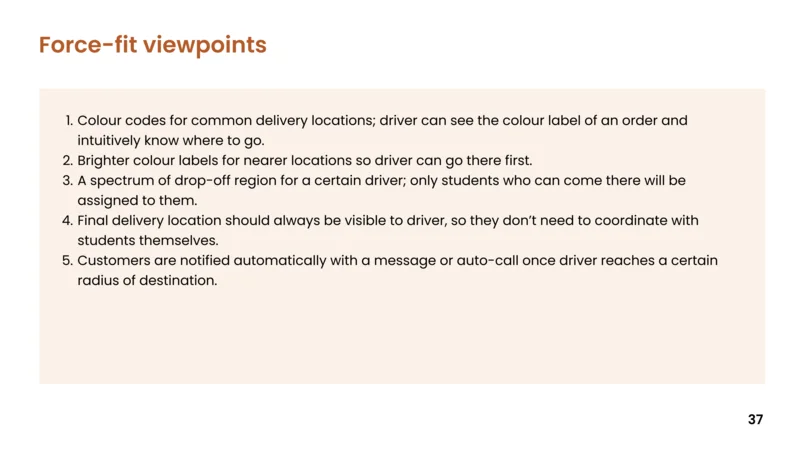 Force-fit viewpoints
1. Colour codes for common delivery locations; driver can see the colour label of an order and
intuitively know where to go.
2. Brighter colour labels for nearer locations so driver can go there first.
3. A spectrum of drop-off region for a certain driver; only students who can come there will be
assigned to them.
4. Final delivery location should always be visible to driver, so they don’t need to coordinate with
students themselves.
5. Customers are notified automatically with a message or auto-call once driver reaches a certain
radius of destination.
37